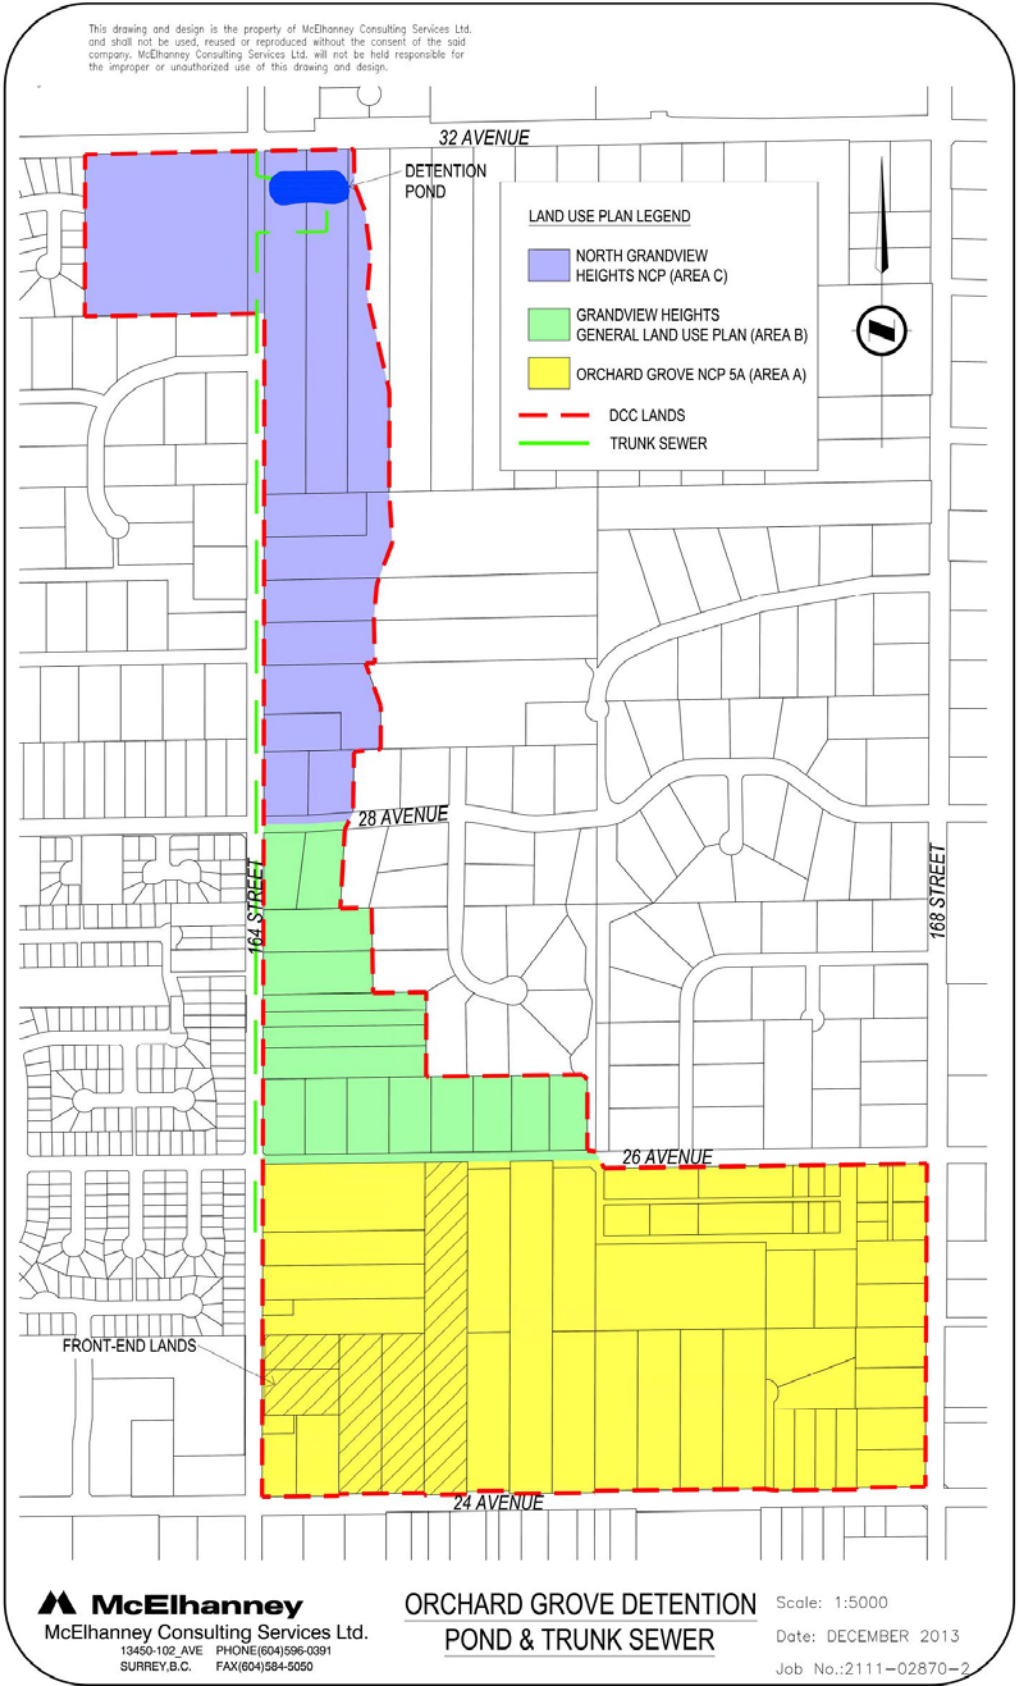 This drawing and design is the property of McElhanney Consulting Services Ltd.
and shall not be used, reused or reproduced without the consent of the said
company. McElhanney Consulting Services Ltd. will not be held responsible for
the improper or unauthorized use of this drawing and design.
32 AVENUE
DETENTION
POND
LAND USE PLAN LEGEND
NORTH GRANDVIEW
HEIGHTS NCP (AREA C)
GRANDVIEW HEIGHTS
GENERAL LAND USE PLAN (AREA B)
ORCHARD GROVE NCP 5A (AREA A)
DCC LANDS
TRUNK SEWER
28 AVENUE
164 STREET
168 STREET
26 AVENUE
FRONT-END LANDS
24 AVENUE
McElhanney
McElhanney Consulting Services Ltd.
13450-102 AVE PHONE(604)596-0391
SURREY,B.C. FAX(604)584-5050
ORCHARD GROVE DETENTION
POND & TRUNK SEWER
Scale: 1:5000
Date: DECEMBER 2013
Job No.:2111-02870-2